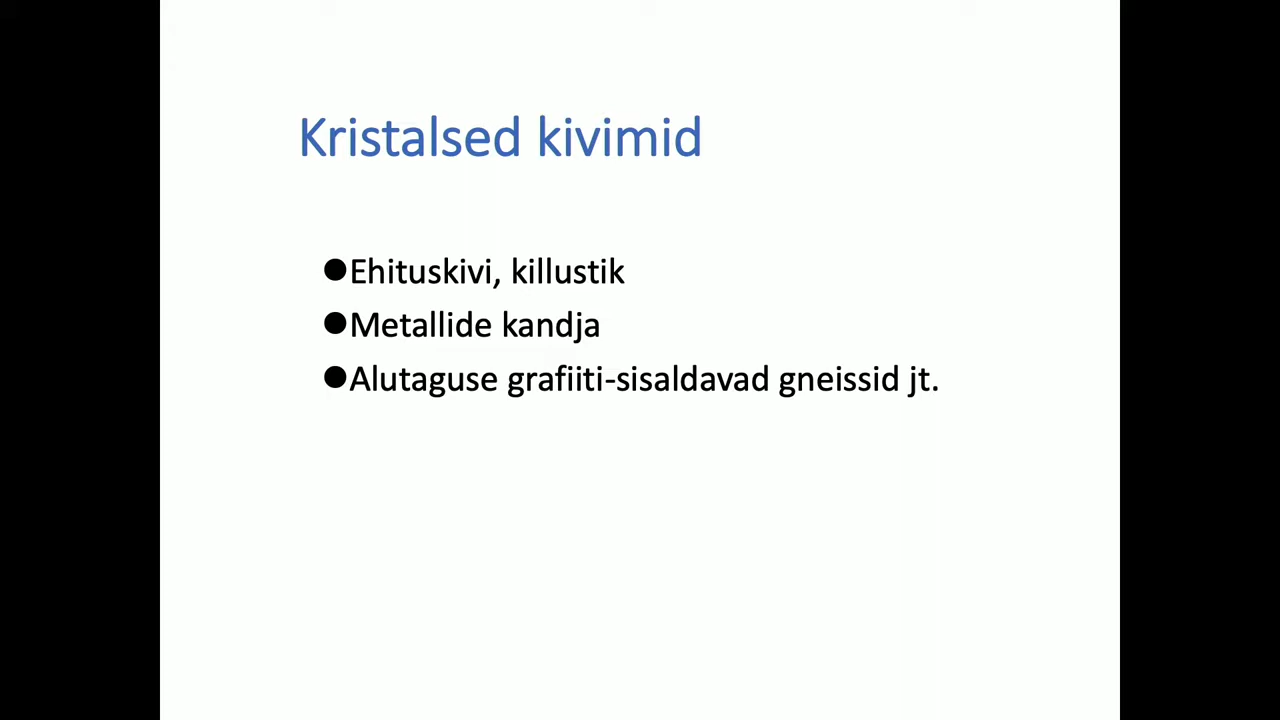 Kristalsed kivimid
●Ehituskivi, killustik
●Metallide kandja
●Alutaguse grafiiti-sisaldavad gneissid jt.